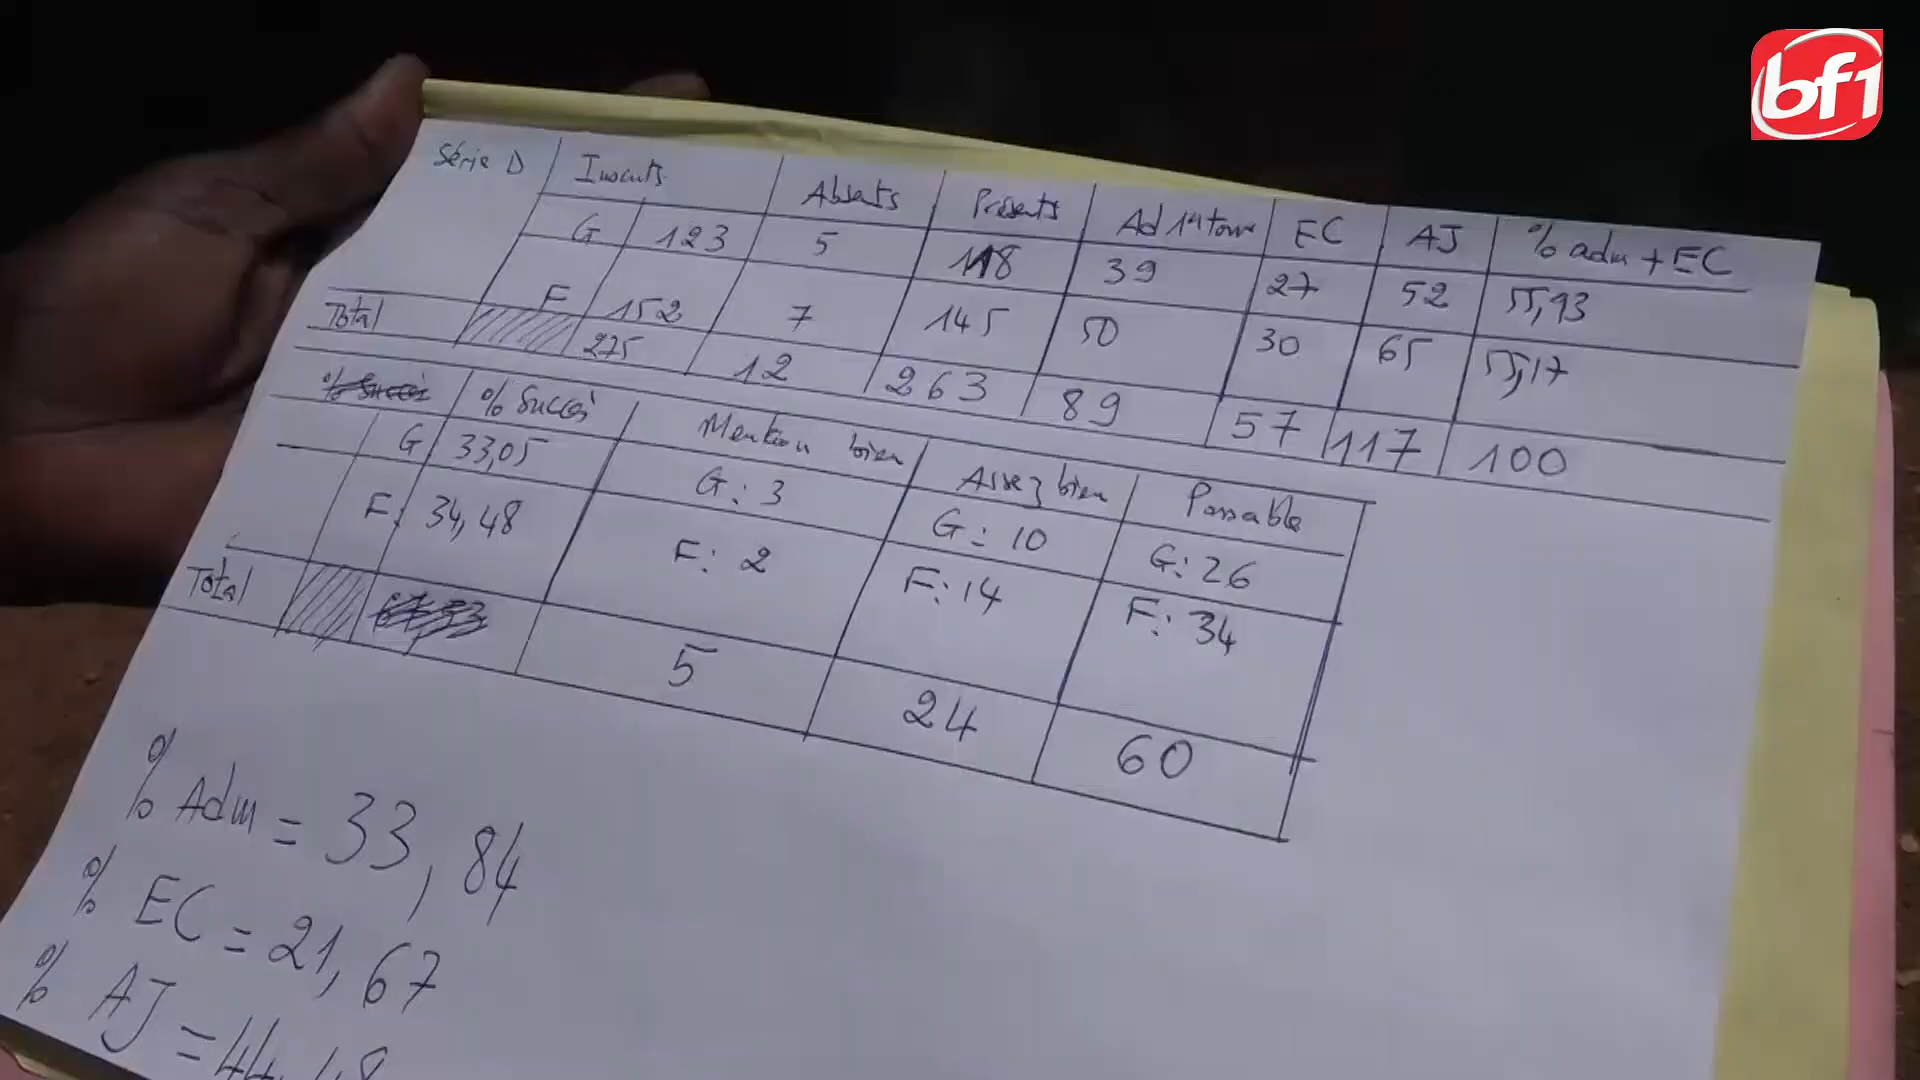 bf1
Série D Inscrits Absents Présents Ad 1er tour EC AJ % adm + EC
G 123 5 118 39 27 52 55,93
F 152 7 145 50 30 65 55,17
Total 275 12 263 89 57 117 100
% Succès % Succès Mention bien Assez bien Passable
G 33,05 G: 3 G: 10 G: 26
F: 34,48 F: 2 F: 14 F: 34
Total 5 24 60
% Adm = 33,84
% EC = 21,67
% AJ = 44,48